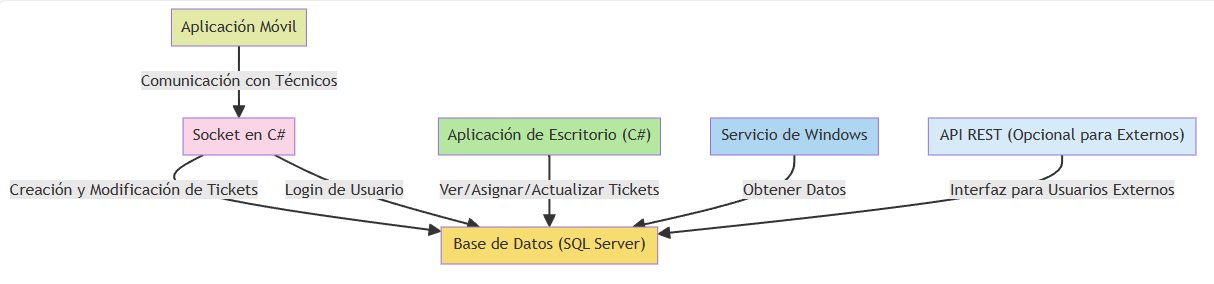 Aplicación Móvil
Comunicación con Técnicos
Socket en C#
Aplicación de Escritorio (C#)
Servicio de Windows
API REST (Opcional para Externos)
Creación y Modificación de Tickets
Login de Usuario
Ver/Asignar/Actualizar Tickets
Obtener Datos
Interfaz para Usuarios Externos
Base de Datos (SQL Server)